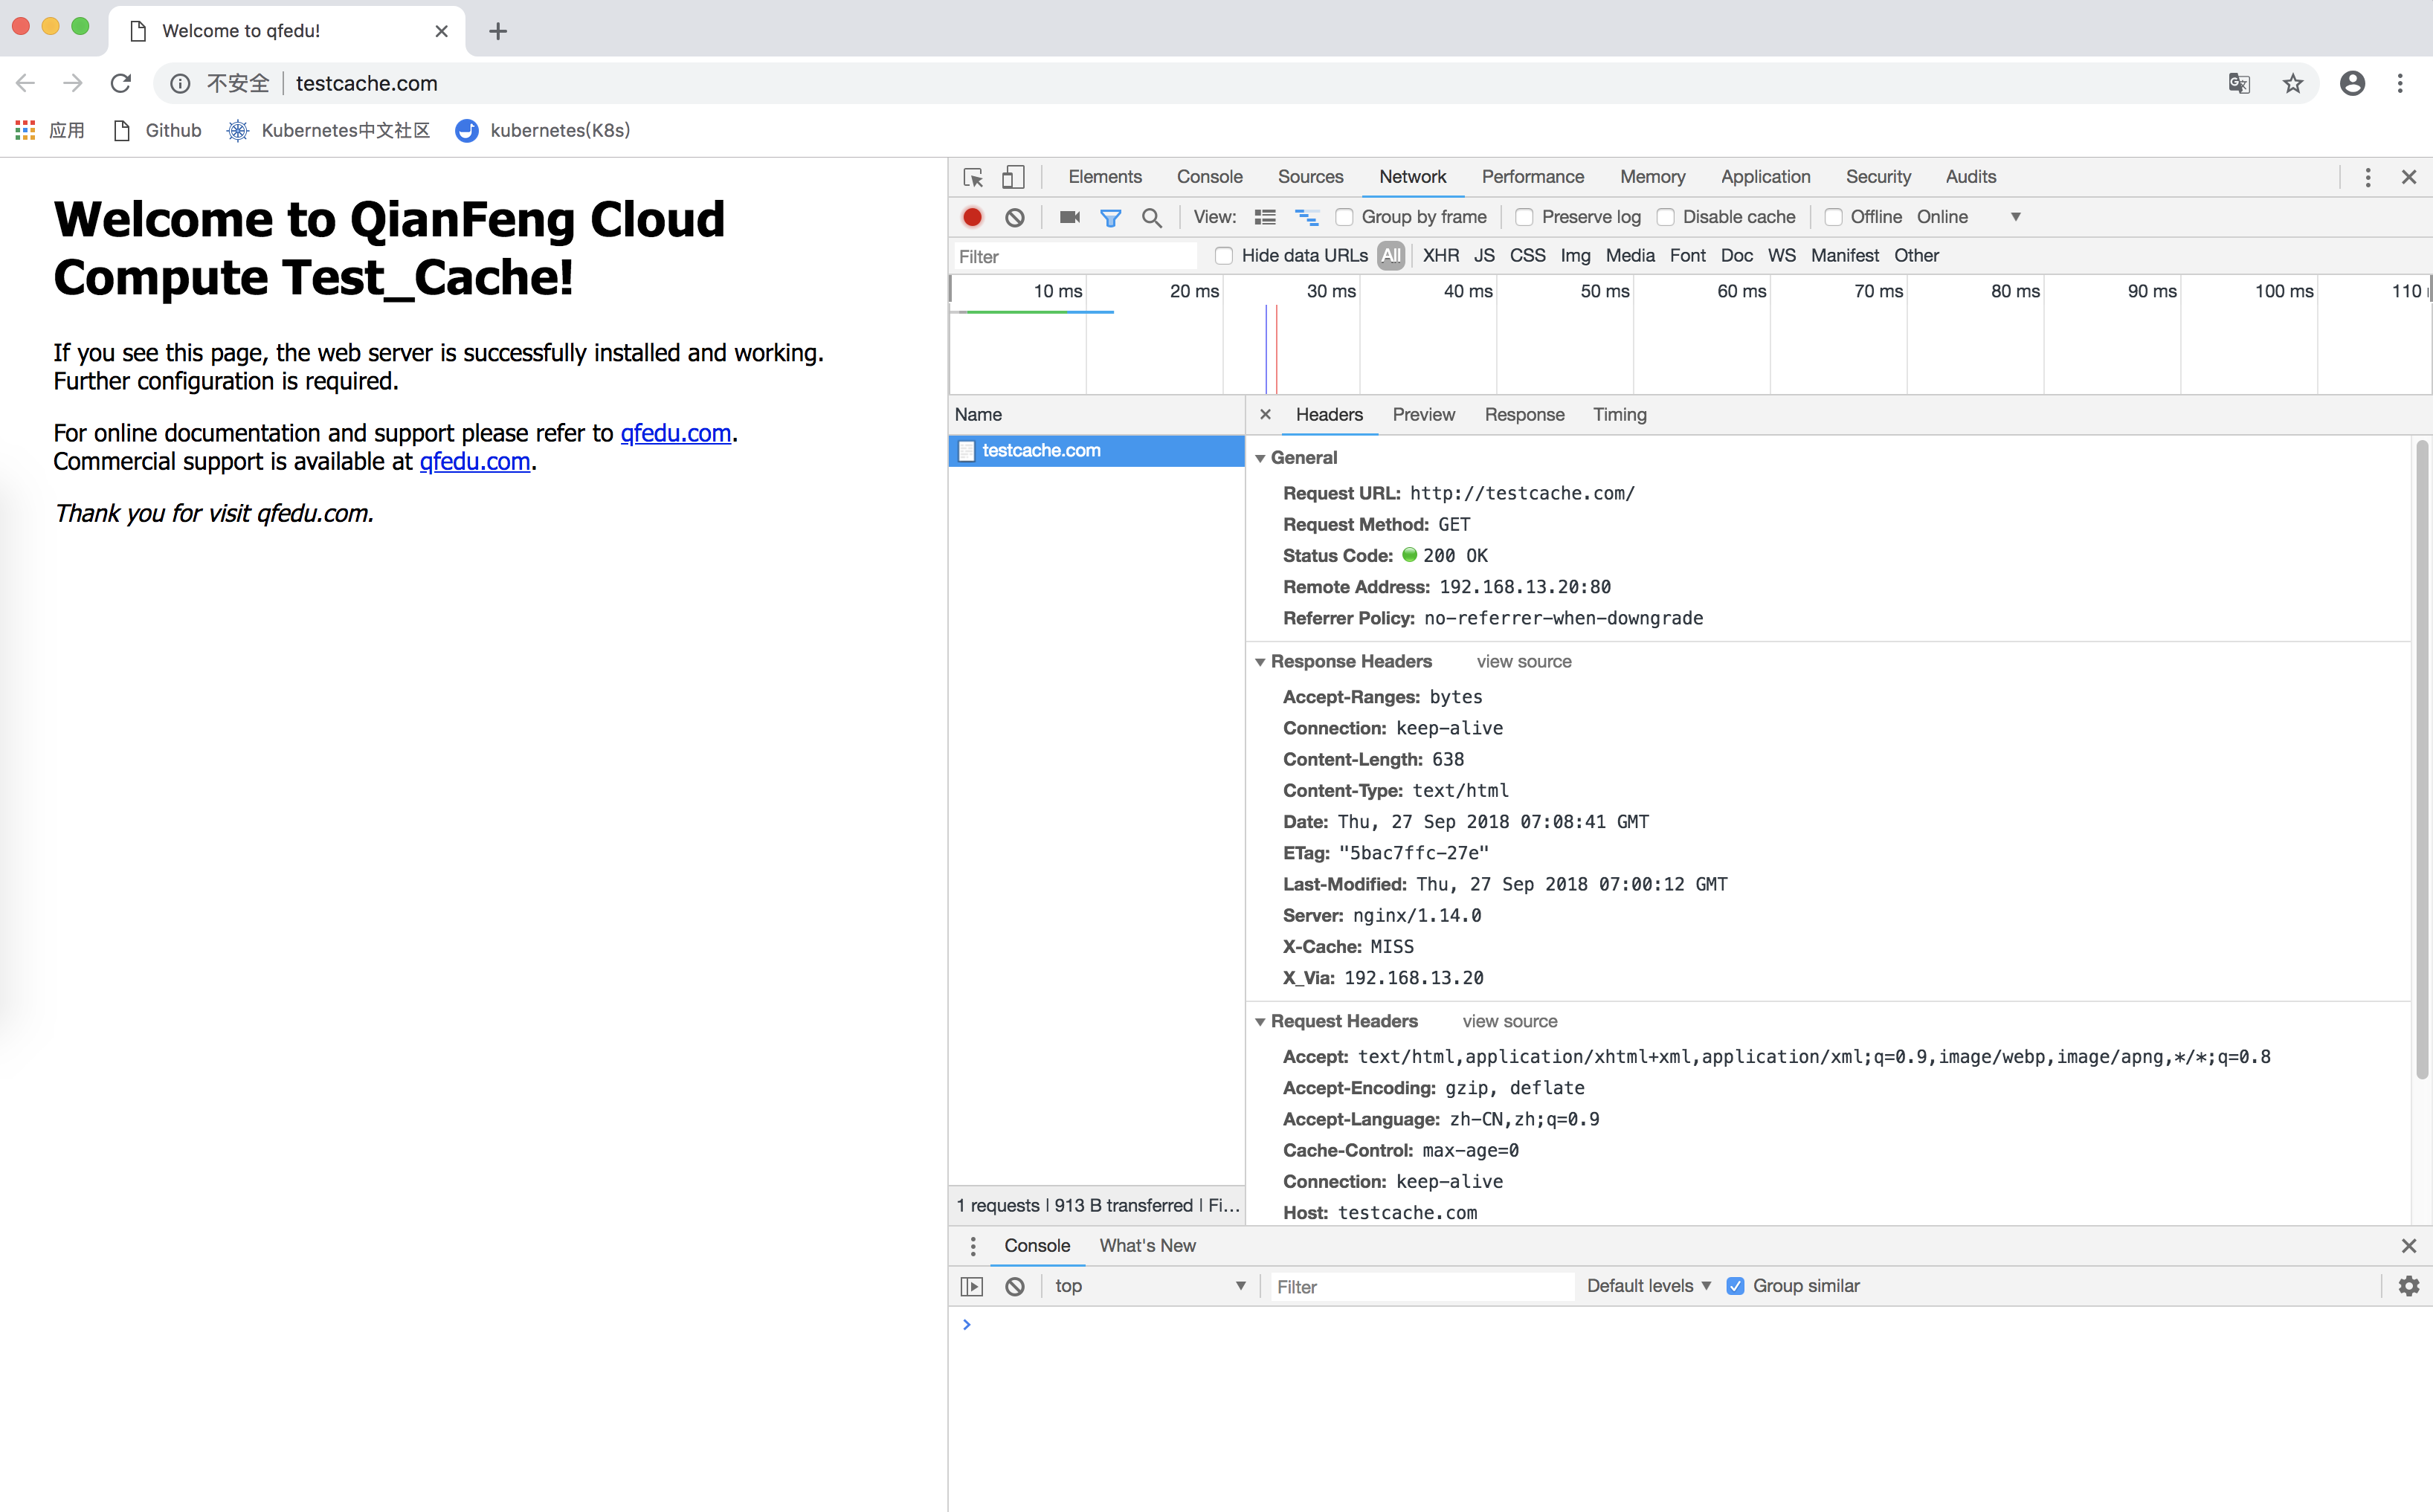 Welcome to qfedu!
不安全 testcache.com
应用 Github Kubernetes中文社区 kubernetes(K8s)
Welcome to QianFeng Cloud
Compute Test_Cache!
If you see this page, the web server is successfully installed and working.
Further configuration is required.
For online documentation and support please refer to qfedu.com.
Commercial support is available at qfedu.com.
Thank you for visit qfedu.com.
Elements Console Sources Network Performance Memory Application Security Audits
View: Group by frame Preserve log Disable cache Offline Online
Filter Hide data URLs All XHR JS CSS Img Media Font Doc WS Manifest Other
10 ms 20 ms 30 ms 40 ms 50 ms 60 ms 70 ms 80 ms 90 ms 100 ms 110
Name
testcache.com
1 requests | 913 B transferred | Fi...
Headers Preview Response Timing
General
Request URL: http://testcache.com/
Request Method: GET
Status Code: 200 OK
Remote Address: 192.168.13.20:80
Referrer Policy: no-referrer-when-downgrade
Response Headers view source
Accept-Ranges: bytes
Connection: keep-alive
Content-Length: 638
Content-Type: text/html
Date: Thu, 27 Sep 2018 07:08:41 GMT
ETag: "5bac7ffc-27e"
Last-Modified: Thu, 27 Sep 2018 07:00:12 GMT
Server: nginx/1.14.0
X-Cache: MISS
X_Via: 192.168.13.20
Request Headers view source
Accept: text/html,application/xhtml+xml,application/xml;q=0.9,image/webp,image/apng,*/*;q=0.8
Accept-Encoding: gzip, deflate
Accept-Language: zh-CN,zh;q=0.9
Cache-Control: max-age=0
Connection: keep-alive
Host: testcache.com
Console What's New
top Filter Default levels Group similar